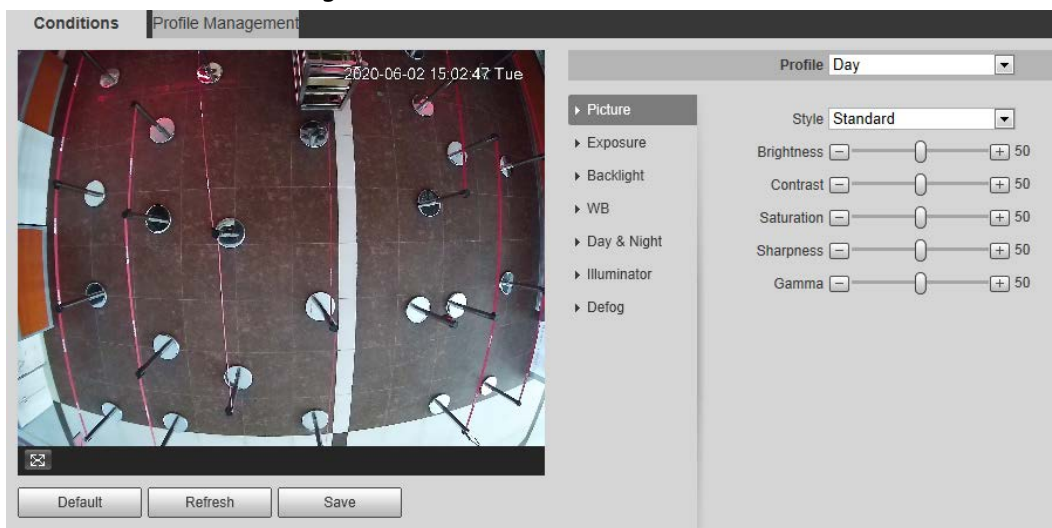 Conditions
Profile Management
2020-06-02 15:02:47 Tue
Profile Day
Picture
Exposure
Backlight
WB
Day & Night
Illuminator
Defog
Style Standard
Brightness 50
Contrast 50
Saturation 50
Sharpness 50
Gamma 50
Default
Refresh
Save